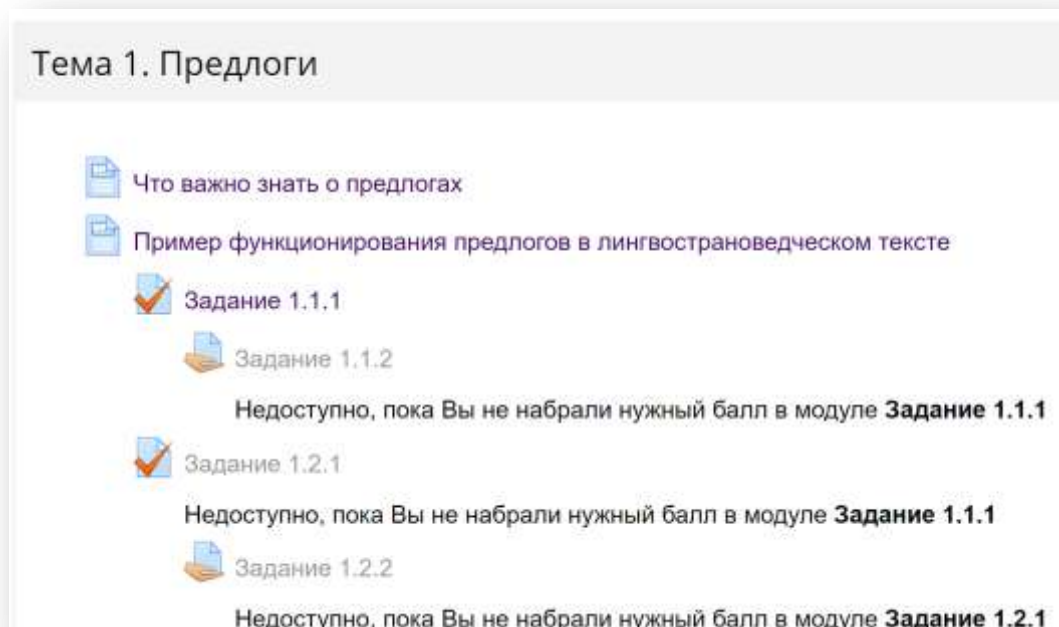 Тема 1. Предлоги
Что важно знать о предлогах
Пример функционирования предлогов в лингвострановедческом тексте
Задание 1.1.1
Задание 1.1.2
Недоступно, пока Вы не набрали нужный балл в модуле Задание 1.1.1
Задание 1.2.1
Недоступно, пока Вы не набрали нужный балл в модуле Задание 1.1.1
Задание 1.2.2
Недоступно, пока Вы не набрали нужный балл в модуле Задание 1.2.1